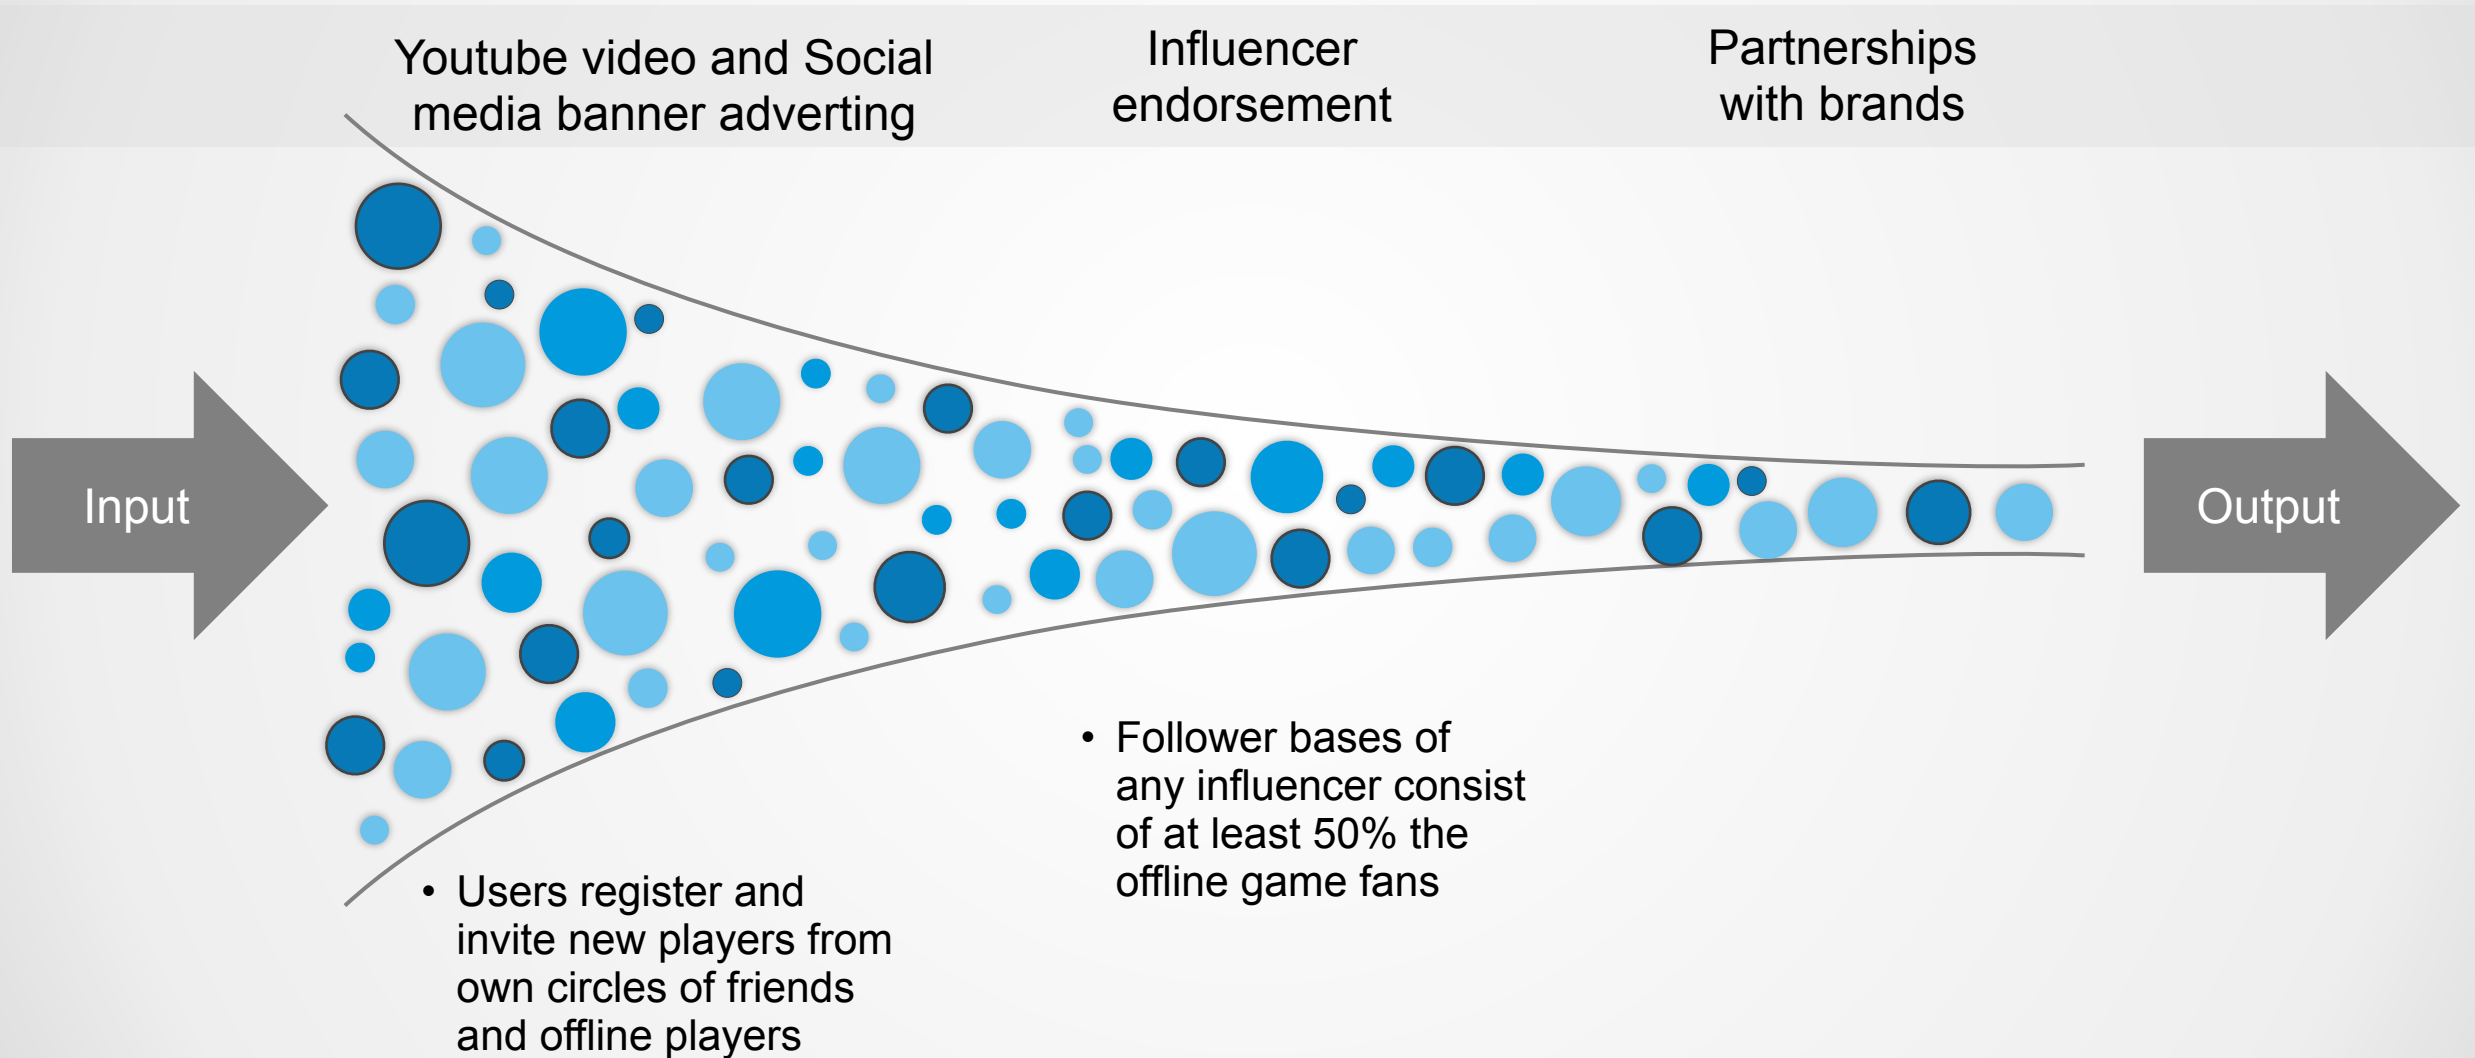 Youtube video and Social
media banner adverting
Influencer
endorsement
Partnerships
with brands
Input
Output
• Follower bases of
any influencer consist
of at least 50% the
offline game fans
• Users register and
invite new players from
own circles of friends
and offline players